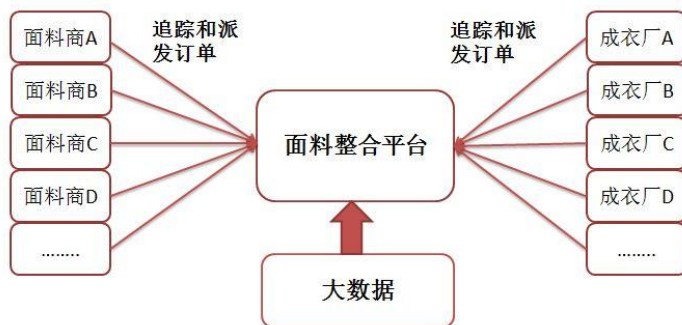 面料商A
面料商B
面料商C
面料商D
........
追踪和派
发订单
面料整合平台
大数据
追踪和派
发订单
成衣厂A
成衣厂B
成衣厂C
成衣厂D
........